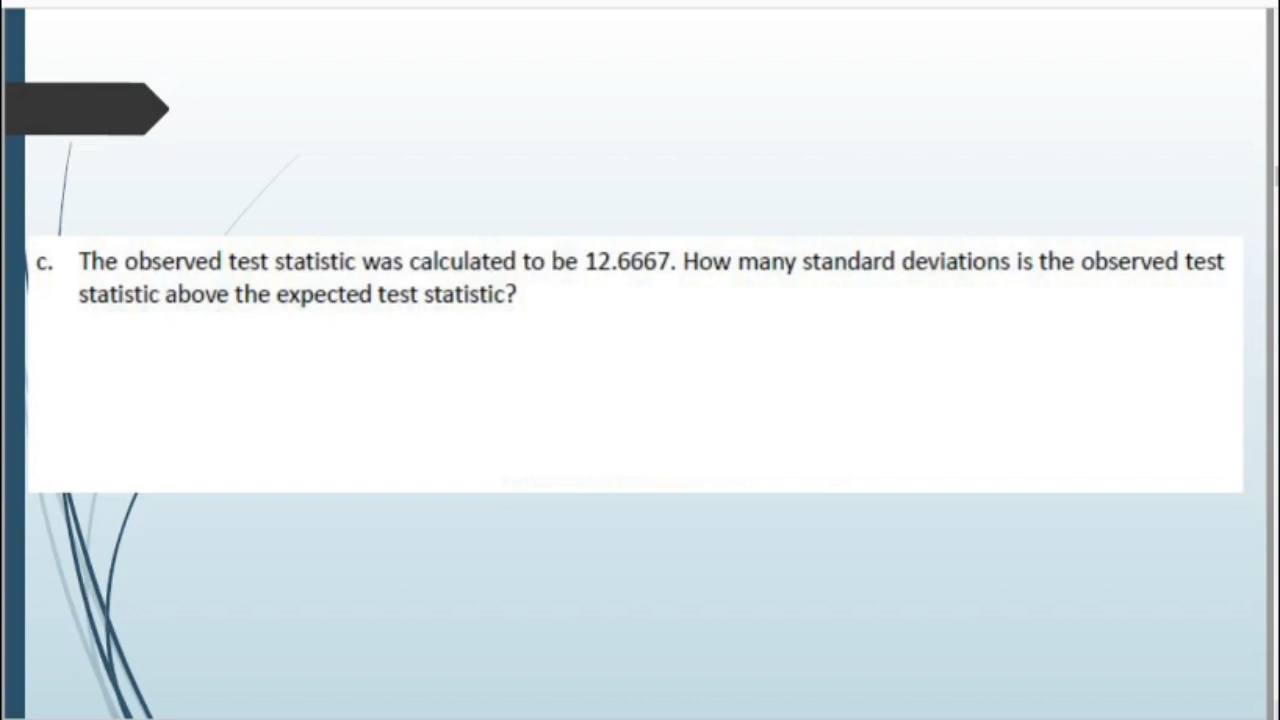 c. The observed test statistic was calculated to be 12.6667. How many standard deviations is the observed test
statistic above the expected test statistic?